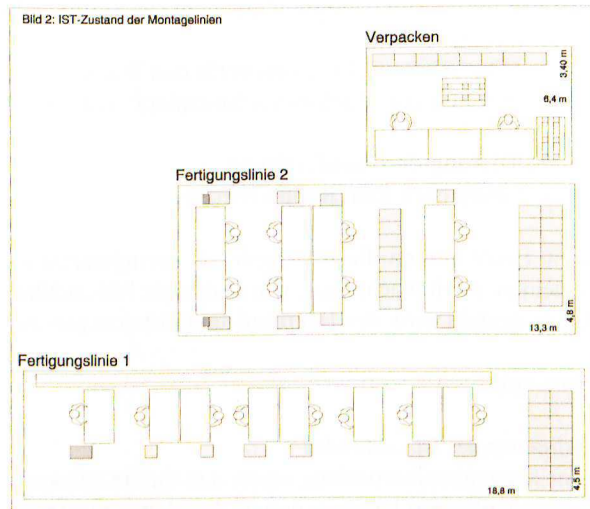 Bild 2: IST-Zustand der Montagelinien
Verpacken
3,40 m
6,4 m
Fertigungslinie 2
4,8 m
13,3 m
Fertigungslinie 1
4,5 m
18,8 m